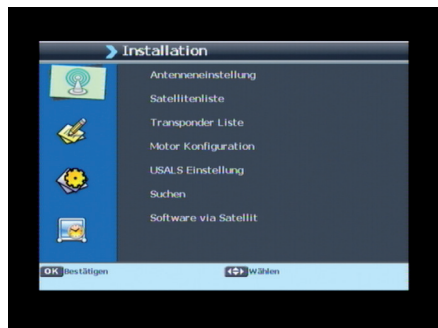 Installation
Antenneneinstellung
Satellitenliste
Transponder Liste
Motor Konfiguration
USALS Einstellung
Suchen
Software via Satellit
OK Bestätigen Wählen